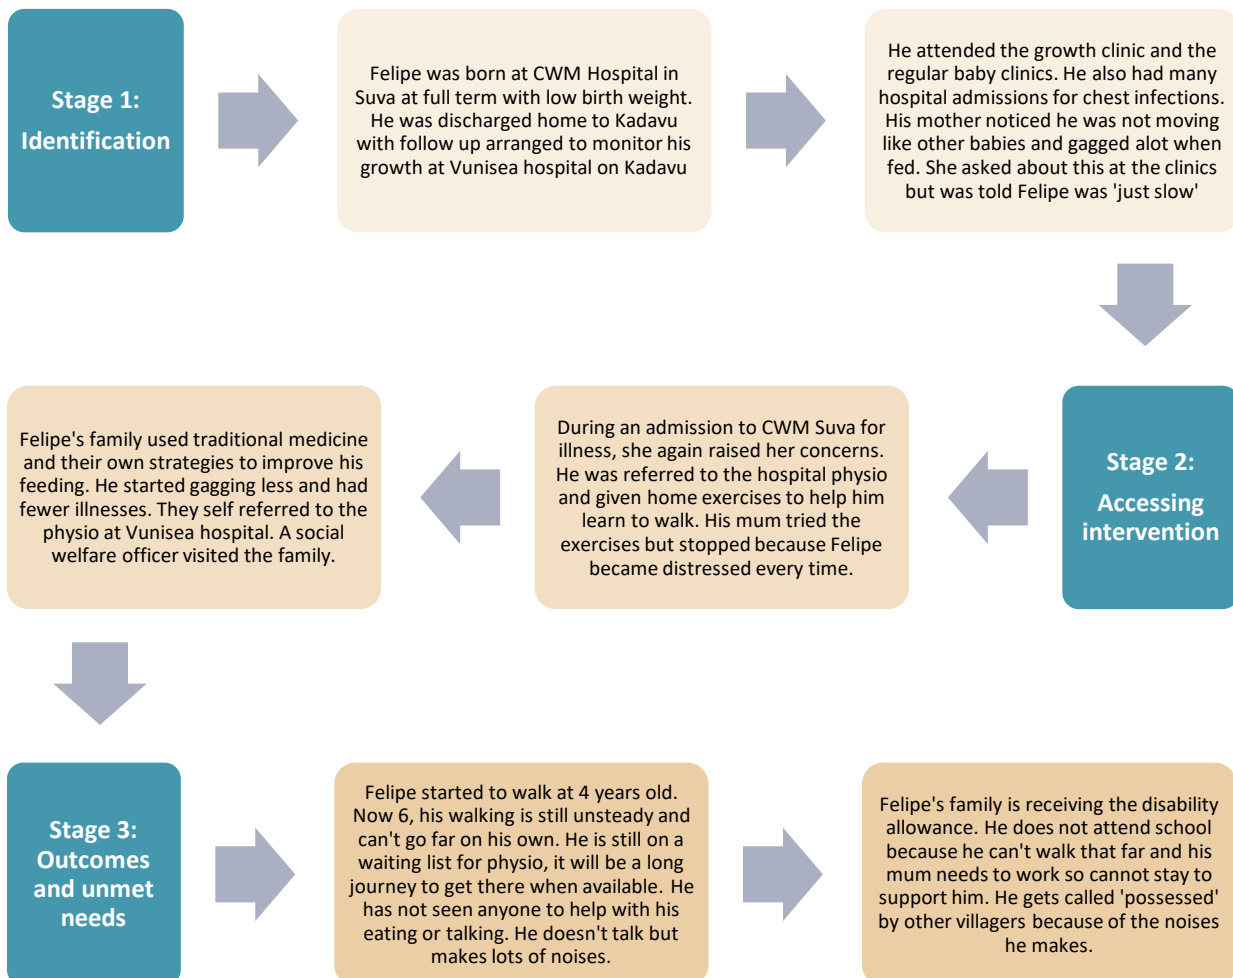 Stage 1:
Identification
Felipe was born at CWM Hospital in
Suva at full term with low birth weight.
He was discharged home to Kadavu
with follow up arranged to monitor his
growth at Vunisea hospital on Kadavu
He attended the growth clinic and the
regular baby clinics. He also had many
hospital admissions for chest infections.
His mother noticed he was not moving
like other babies and gagged alot when
fed. She asked about this at the clinics
but was told Felipe was 'just slow'
Stage 2:
Accessing
intervention
During an admission to CWM Suva for
illness, she again raised her concerns.
He was referred to the hospital physio
and given home exercises to help him
learn to walk. His mum tried the
exercises but stopped because Felipe
became distressed every time.
Felipe's family used traditional medicine
and their own strategies to improve his
feeding. He started gagging less and had
fewer illnesses. They self referred to the
physio at Vunisea hospital. A social
welfare officer visited the family.
Stage 3:
Outcomes
and unmet
needs
Felipe started to walk at 4 years old.
Now 6, his walking is still unsteady and
can't go far on his own. He is still on a
waiting list for physio, it will be a long
journey to get there when available. He
has not seen anyone to help with his
eating or talking. He doesn't talk but
makes lots of noises.
Felipe's family is receiving the disability
allowance. He does not attend school
because he can't walk that far and his
mum needs to work so cannot stay to
support him. He gets called 'possessed'
by other villagers because of the noises
he makes.